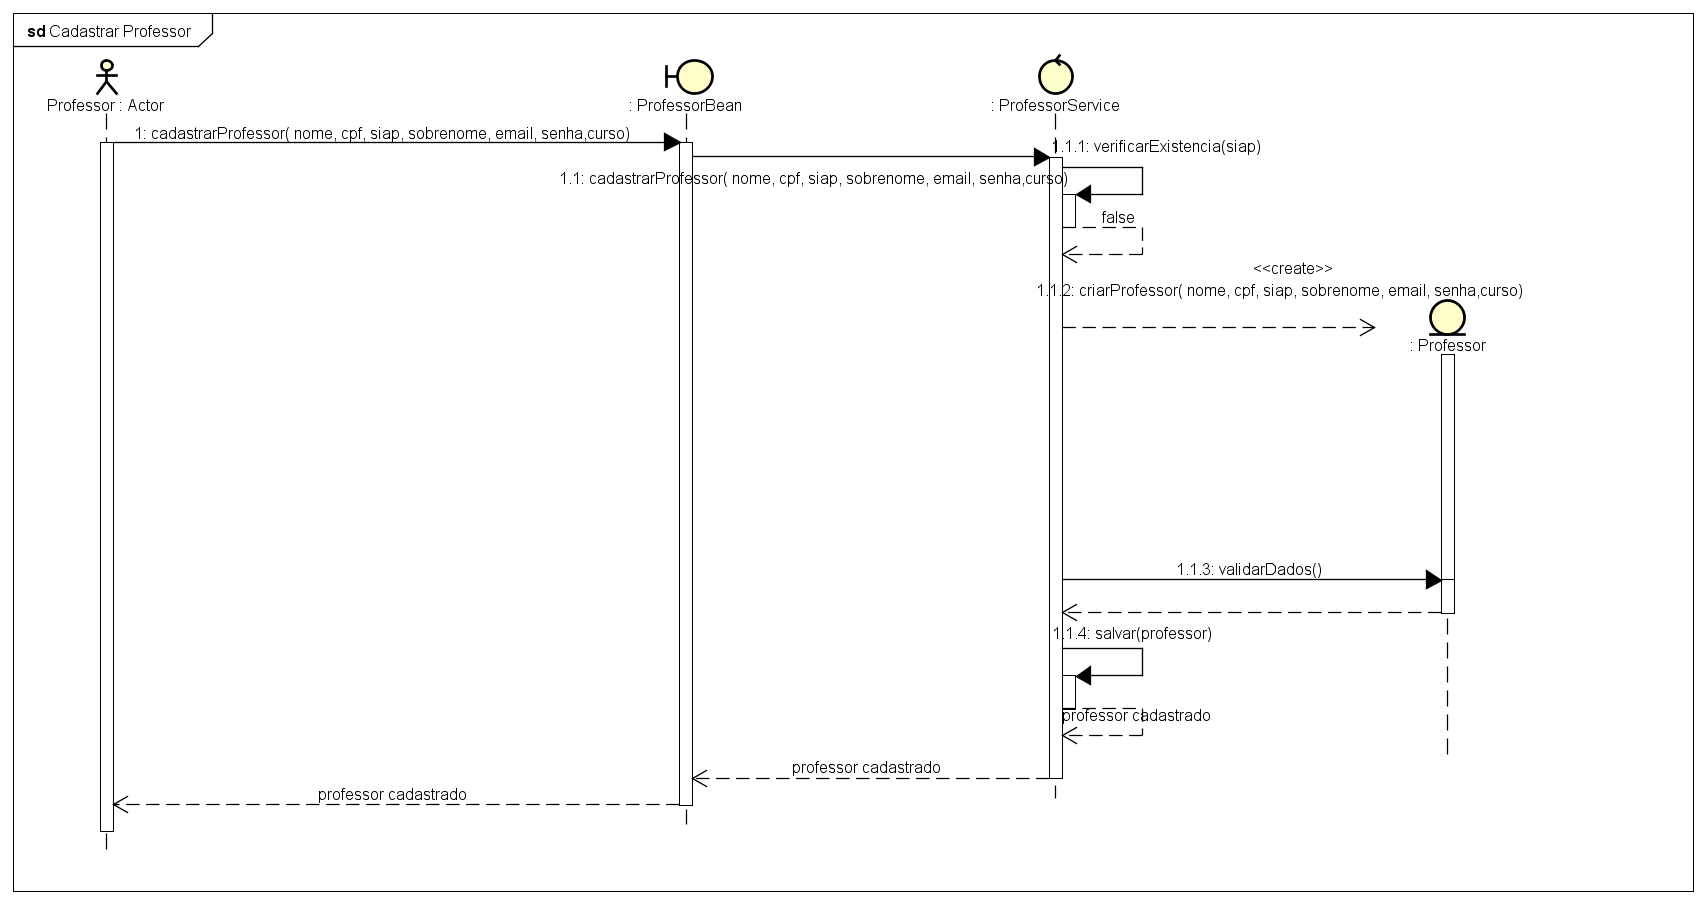 sd Cadastrar Professor
Professor : Actor
: ProfessorBean
: ProfessorService
1: cadastrarProfessor( nome, cpf, siap, sobrenome, email, senha,curso)
1.1.1: verificarExistencia(siap)
1.1: cadastrarProfessor( nome, cpf, siap, sobrenome, email, senha,curso)
false
<<create>>
1.1.2: criarProfessor( nome, cpf, siap, sobrenome, email, senha,curso)
: Professor
1.1.3: validarDados()
1.1.4: salvar(professor)
professor cadastrado
professor cadastrado
professor cadastrado